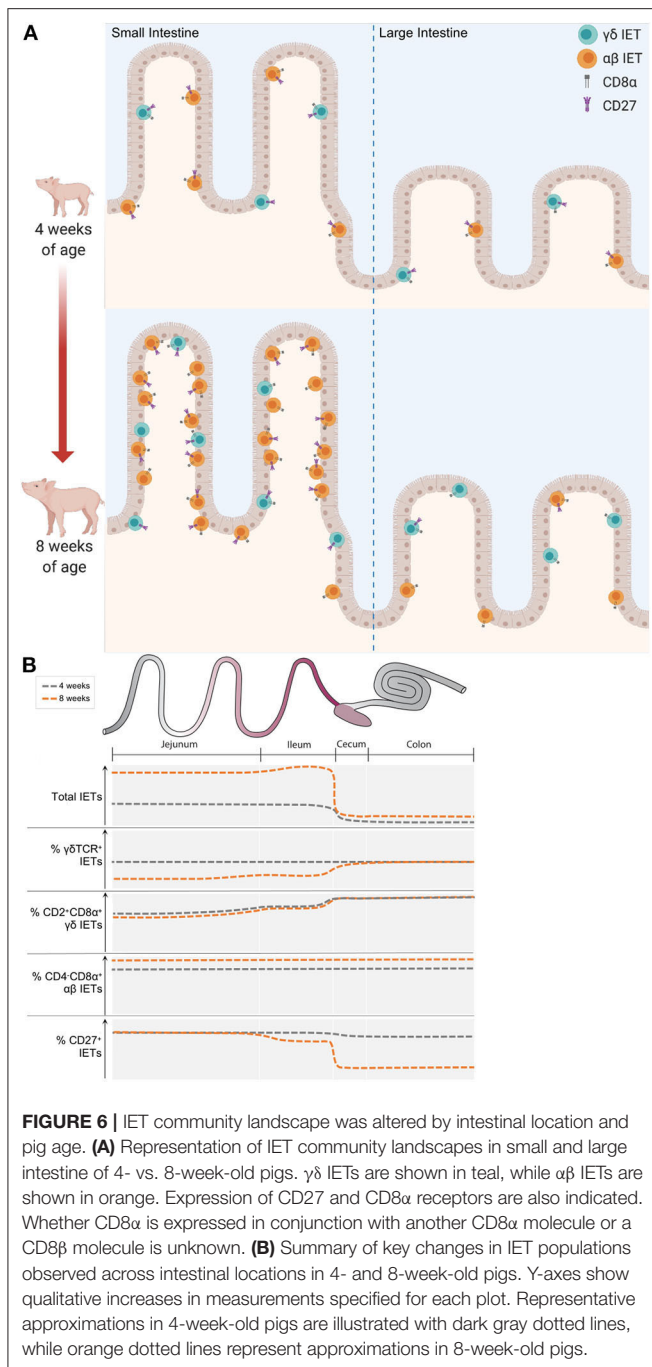 A
Small Intestine
Large Intestine
γδ IET
αβ IET
CD8α
CD27
4 weeks
of age
8 weeks
of age
B
4 weeks
8 weeks
Jejunum
Ileum
Cecum
Colon
Total IETs
% γδTCR⁺
IETs
% CD2⁺CD8α⁺
γδ IETs
% CD4⁻CD8α⁺
αβ IETs
% CD27⁺
IETs
FIGURE 6 | IET community landscape was altered by intestinal location and
pig age. (A) Representation of IET community landscapes in small and large
intestine of 4- vs. 8-week-old pigs. γδ IETs are shown in teal, while αβ IETs are
shown in orange. Expression of CD27 and CD8α receptors are also indicated.
Whether CD8α is expressed in conjunction with another CD8α molecule or a
CD8β molecule is unknown. (B) Summary of key changes in IET populations
observed across intestinal locations in 4- and 8-week-old pigs. Y-axes show
qualitative increases in measurements specified for each plot. Representative
approximations in 4-week-old pigs are illustrated with dark gray dotted lines,
while orange dotted lines represent approximations in 8-week-old pigs.